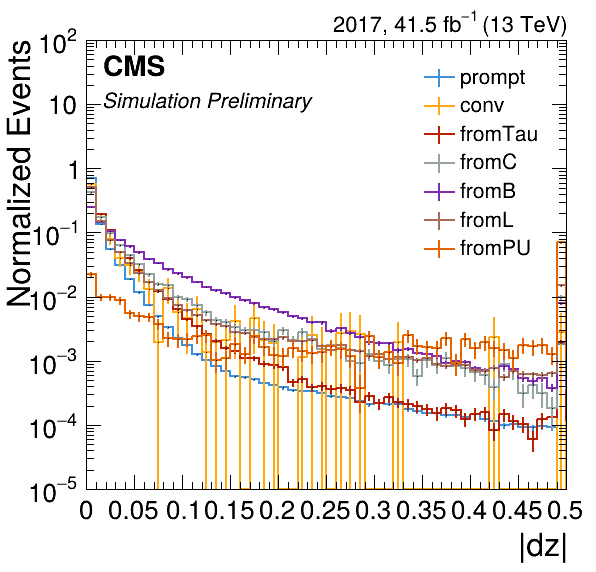 2017, 41.5 fb⁻¹ (13 TeV)
CMS
Simulation Preliminary
Normalized Events
10²
10
1
10⁻¹
10⁻²
10⁻³
10⁻⁴
10⁻⁵
prompt
conv
fromTau
fromC
fromB
fromL
fromPU
0 0.05 0.1 0.15 0.2 0.25 0.3 0.35 0.4 0.45 0.5
|dz|